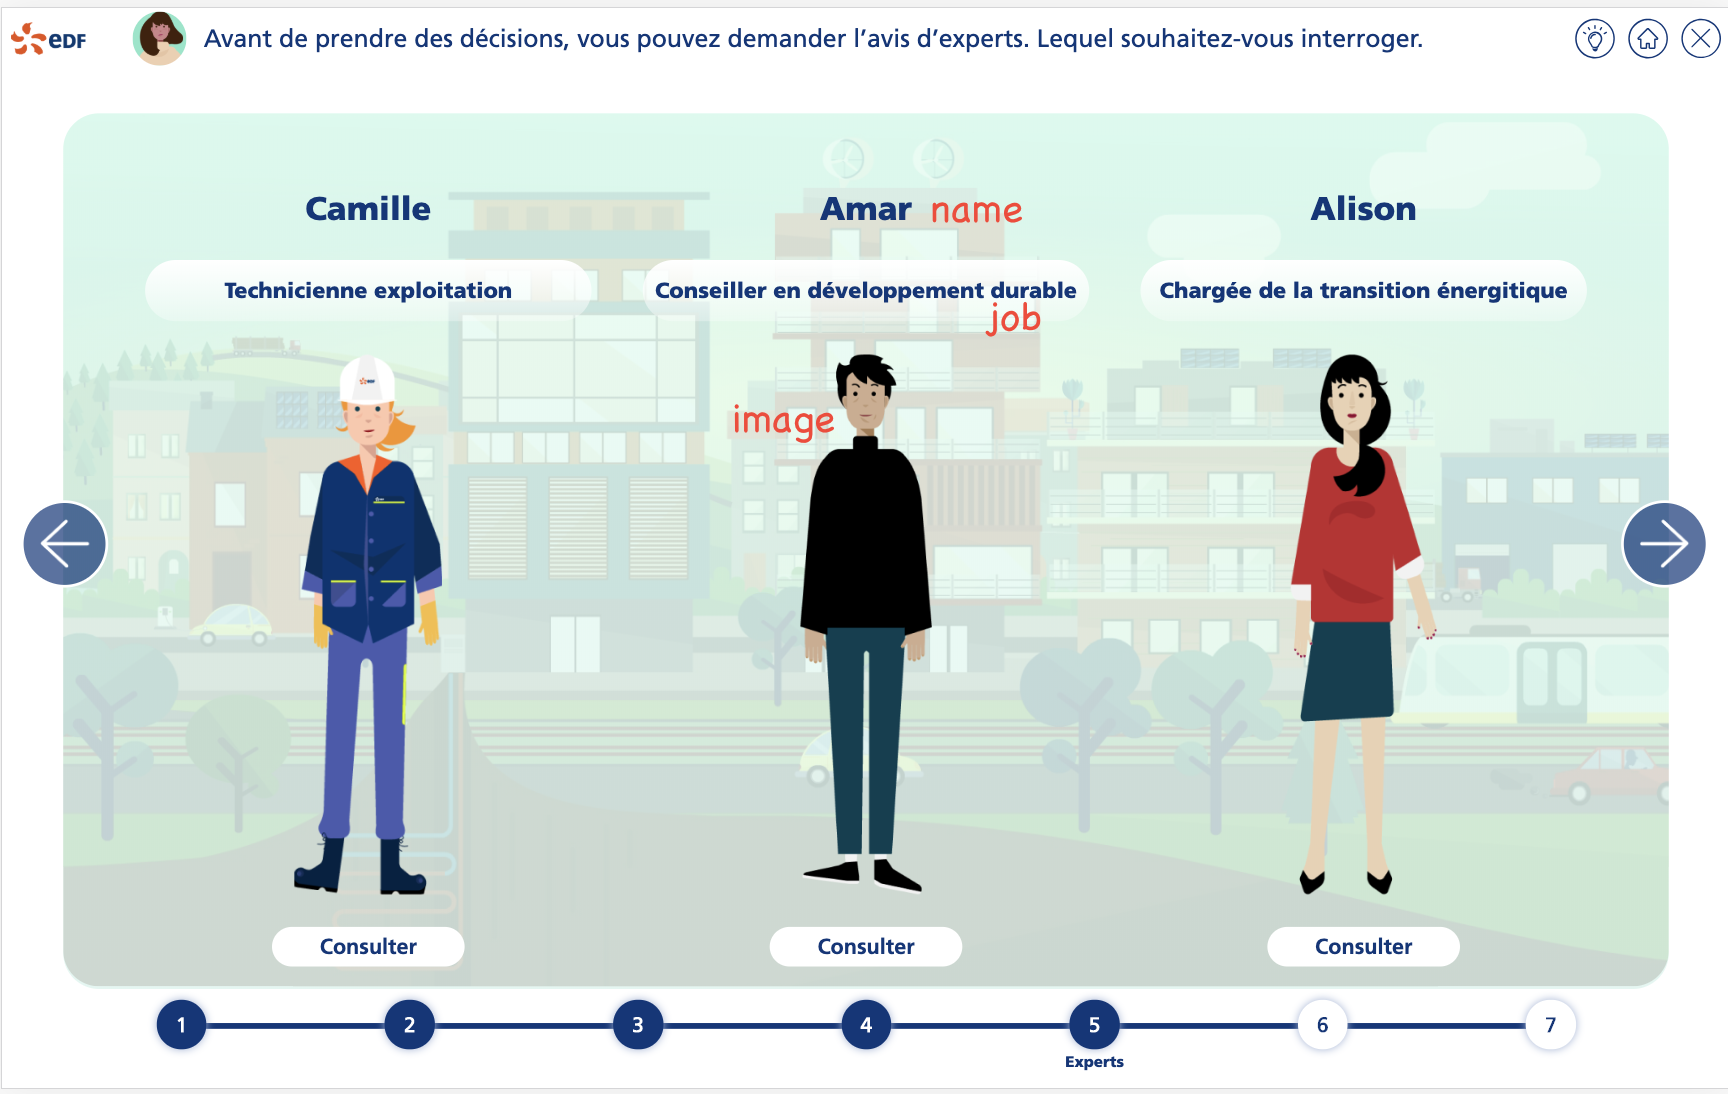 eDF
Avant de prendre des décisions, vous pouvez demander l'avis d'experts. Lequel souhaitez-vous interroger.
Camille
Amar name
Alison
Technicienne exploitation
Conseiller en développement durable
Chargée de la transition énergitique
job
image
Consulter
Consulter
Consulter
1
2
3
4
5
6
7
Experts